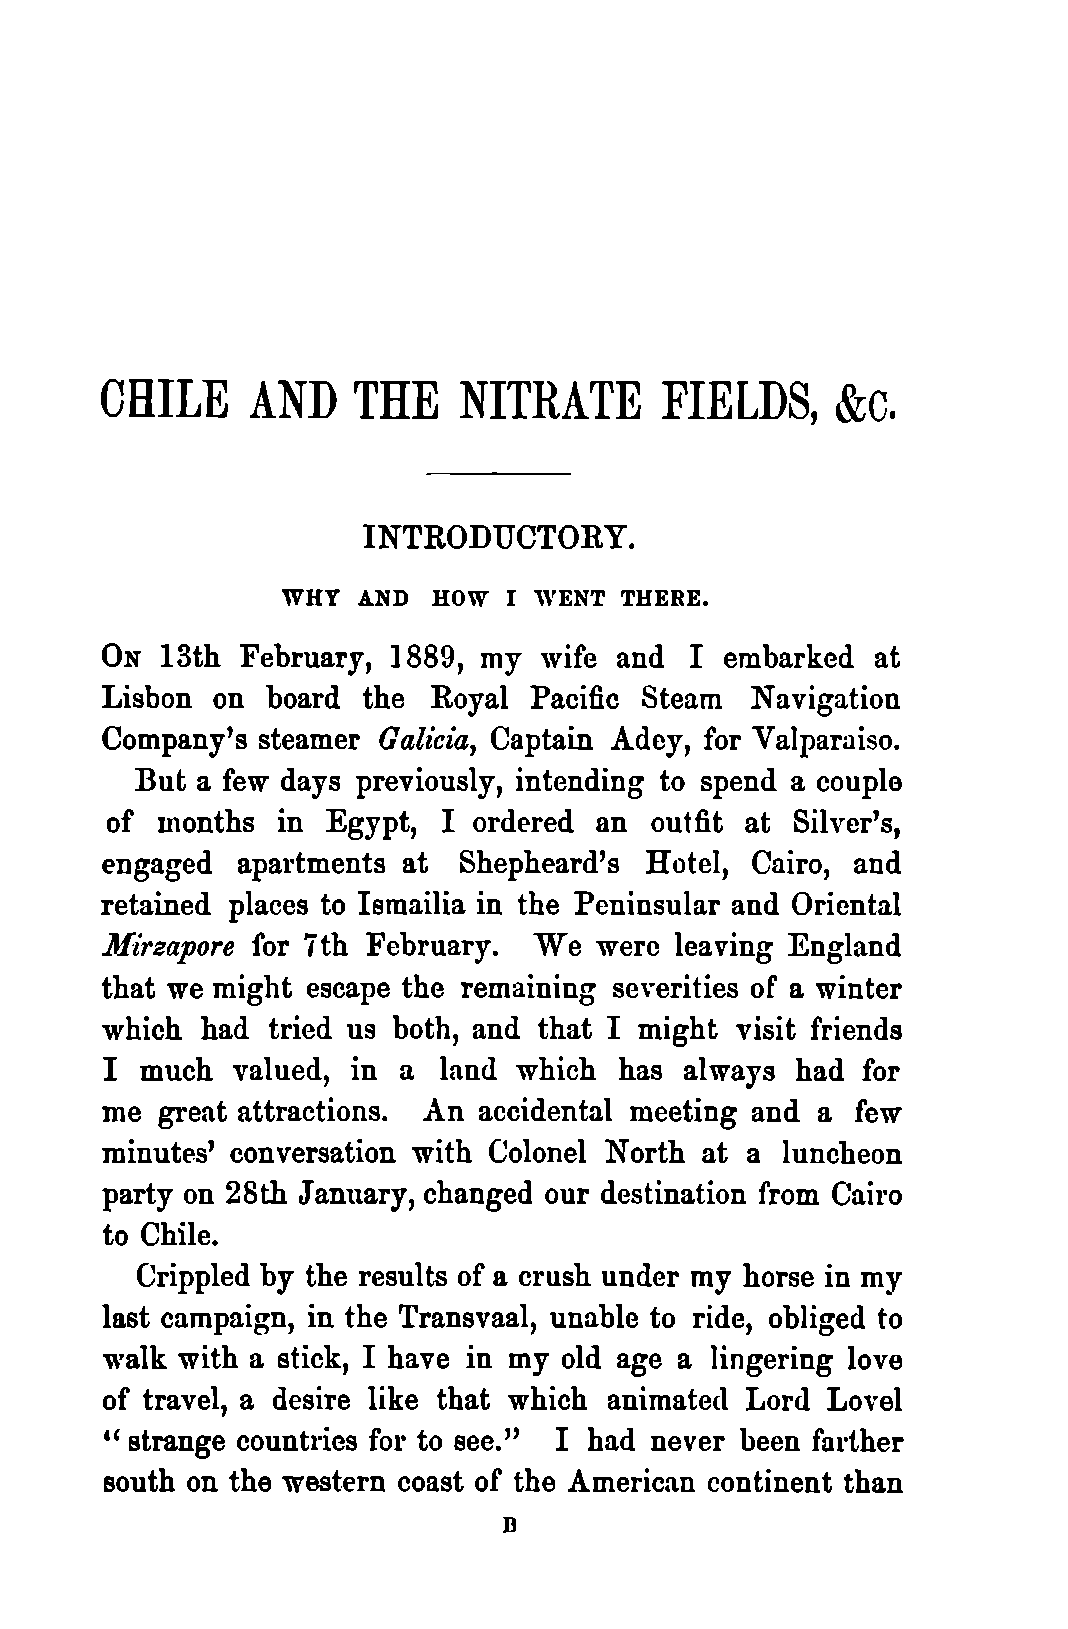 CHILE AND THE NITRATE FIELDS, &c.
INTRODUCTORY.
WHY AND HOW I WENT THERE.
ON 13th February, 1889, my wife and I embarked at
Lisbon on board the Royal Pacific Steam Navigation
Company's steamer Galicia, Captain Adey, for Valparaiso.
But a few days previously, intending to spend a couple
of months in Egypt, I ordered an outfit at Silver's,
engaged apartments at Shepheard's Hotel, Cairo, and
retained places to Ismailia in the Peninsular and Oriental
Mirzapore for 7th February. We were leaving England
that we might escape the remaining severities of a winter
which had tried us both, and that I might visit friends
I much valued, in a land which has always had for
me great attractions. An accidental meeting and a few
minutes' conversation with Colonel North at a luncheon
party on 28th January, changed our destination from Cairo
to Chile.
Crippled by the results of a crush under my horse in my
last campaign, in the Transvaal, unable to ride, obliged to
walk with a stick, I have in my old age a lingering love
of travel, a desire like that which animated Lord Lovel
"strange countries for to see." I had never been farther
south on the western coast of the American continent than
B